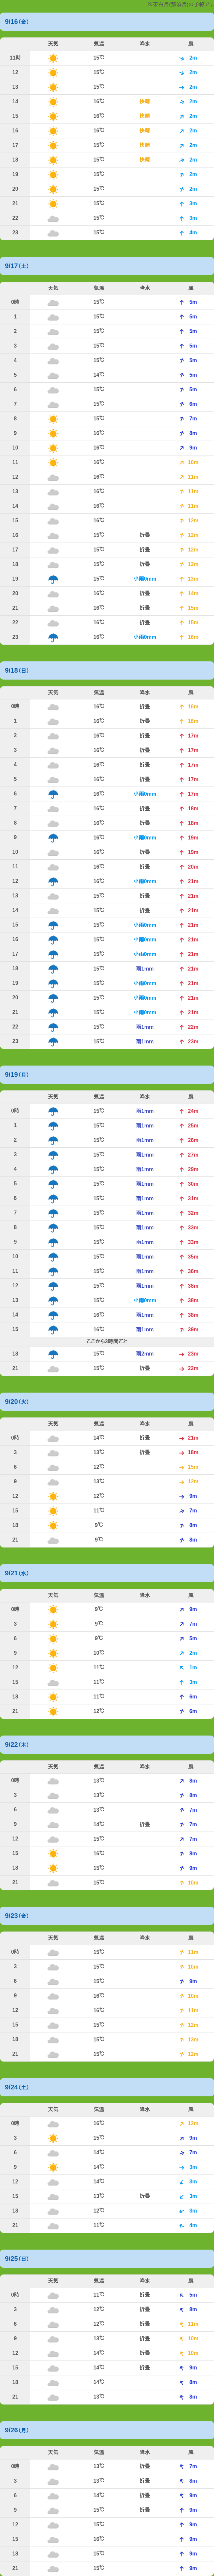 9/16(金)
天気 気温 降水 風
11時 15℃ 2m
12 15℃ 2m
13 15℃ 2m
14 16℃ 快晴 2m
15 16℃ 快晴 2m
16 16℃ 快晴 2m
17 16℃ 快晴 2m
18 16℃ 快晴 2m
19 15℃ 2m
20 15℃ 2m
21 15℃ 3m
22 15℃ 3m
23 15℃ 4m
9/17(土)
天気 気温 降水 風
0時 15℃ 5m
1 15℃ 5m
2 15℃ 5m
3 15℃ 5m
4 15℃ 5m
5 14℃ 5m
6 15℃ 5m
7 15℃ 6m
8 15℃ 7m
9 16℃ 8m
10 16℃ 9m
11 16℃ 10m
12 16℃ 11m
13 16℃ 11m
14 16℃ 11m
15 16℃ 12m
16 15℃ 折畳 12m
17 15℃ 折畳 12m
18 15℃ 折畳 12m
19 15℃ 小雨0mm 13m
20 16℃ 折畳 14m
21 16℃ 折畳 15m
22 16℃ 折畳 15m
23 16℃ 小雨0mm 16m
9/18(日)
天気 気温 降水 風
0時 16℃ 折畳 16m
1 16℃ 折畳 16m
2 16℃ 折畳 17m
3 16℃ 折畳 17m
4 16℃ 折畳 17m
5 16℃ 折畳 17m
6 16℃ 小雨0mm 17m
7 16℃ 折畳 18m
8 16℃ 折畳 18m
9 16℃ 小雨0mm 19m
10 16℃ 折畳 19m
11 16℃ 折畳 20m
12 16℃ 小雨0mm 21m
13 15℃ 折畳 21m
14 15℃ 折畳 21m
15 15℃ 小雨0mm 21m
16 15℃ 小雨0mm 21m
17 15℃ 小雨0mm 21m
18 15℃ 雨1mm 21m
19 15℃ 小雨0mm 21m
20 15℃ 小雨0mm 21m
21 15℃ 小雨0mm 21m
22 15℃ 雨1mm 22m
23 15℃ 雨1mm 23m
9/19(月)
天気 気温 降水 風
0時 15℃ 雨1mm 24m
1 15℃ 雨1mm 25m
2 15℃ 雨1mm 26m
3 15℃ 雨1mm 27m
4 15℃ 雨1mm 29m
5 15℃ 雨1mm 30m
6 15℃ 雨1mm 31m
7 15℃ 雨1mm 32m
8 15℃ 雨1mm 33m
9 15℃ 雨1mm 33m
10 15℃ 雨1mm 35m
11 15℃ 雨1mm 36m
12 15℃ 雨1mm 38m
13 15℃ 小雨0mm 38m
14 16℃ 雨1mm 38m
15 16℃ 雨1mm 39m
ここから3時間ごと
18 15℃ 雨2mm 23m
21 15℃ 折畳 22m
9/20(火)
天気 気温 降水 風
0時 14℃ 折畳 21m
3 13℃ 折畳 18m
6 12℃ 15m
9 13℃ 12m
12 12℃ 9m
15 11℃ 7m
18 9℃ 8m
21 9℃ 8m
9/21(水)
天気 気温 降水 風
0時 9℃ 9m
3 9℃ 7m
6 9℃ 5m
9 10℃ 2m
12 11℃ 1m
15 11℃ 3m
18 11℃ 6m
21 12℃ 6m
9/22(木)
天気 気温 降水 風
0時 13℃ 8m
3 13℃ 8m
6 13℃ 7m
9 14℃ 折畳 7m
12 15℃ 7m
15 16℃ 8m
18 15℃ 9m
21 15℃ 10m
9/23(金)
天気 気温 降水 風
0時 15℃ 11m
3 15℃ 10m
6 15℃ 9m
9 16℃ 10m
12 16℃ 11m
15 15℃ 12m
18 15℃ 13m
21 15℃ 12m
9/24(土)
天気 気温 降水 風
0時 16℃ 12m
3 15℃ 9m
6 14℃ 7m
9 14℃ 3m
12 14℃ 3m
15 13℃ 折畳 3m
18 12℃ 3m
21 11℃ 4m
9/25(日)
天気 気温 降水 風
0時 11℃ 折畳 5m
3 12℃ 折畳 8m
6 12℃ 折畳 11m
9 13℃ 折畳 10m
12 14℃ 折畳 10m
15 14℃ 折畳 9m
18 14℃ 8m
21 13℃ 8m
9/26(月)
天気 気温 降水 風
0時 13℃ 折畳 7m
3 13℃ 折畳 8m
6 14℃ 折畳 9m
9 15℃ 折畳 9m
12 15℃ 9m
15 16℃ 9m
18 15℃ 9m
21 15℃ 9m